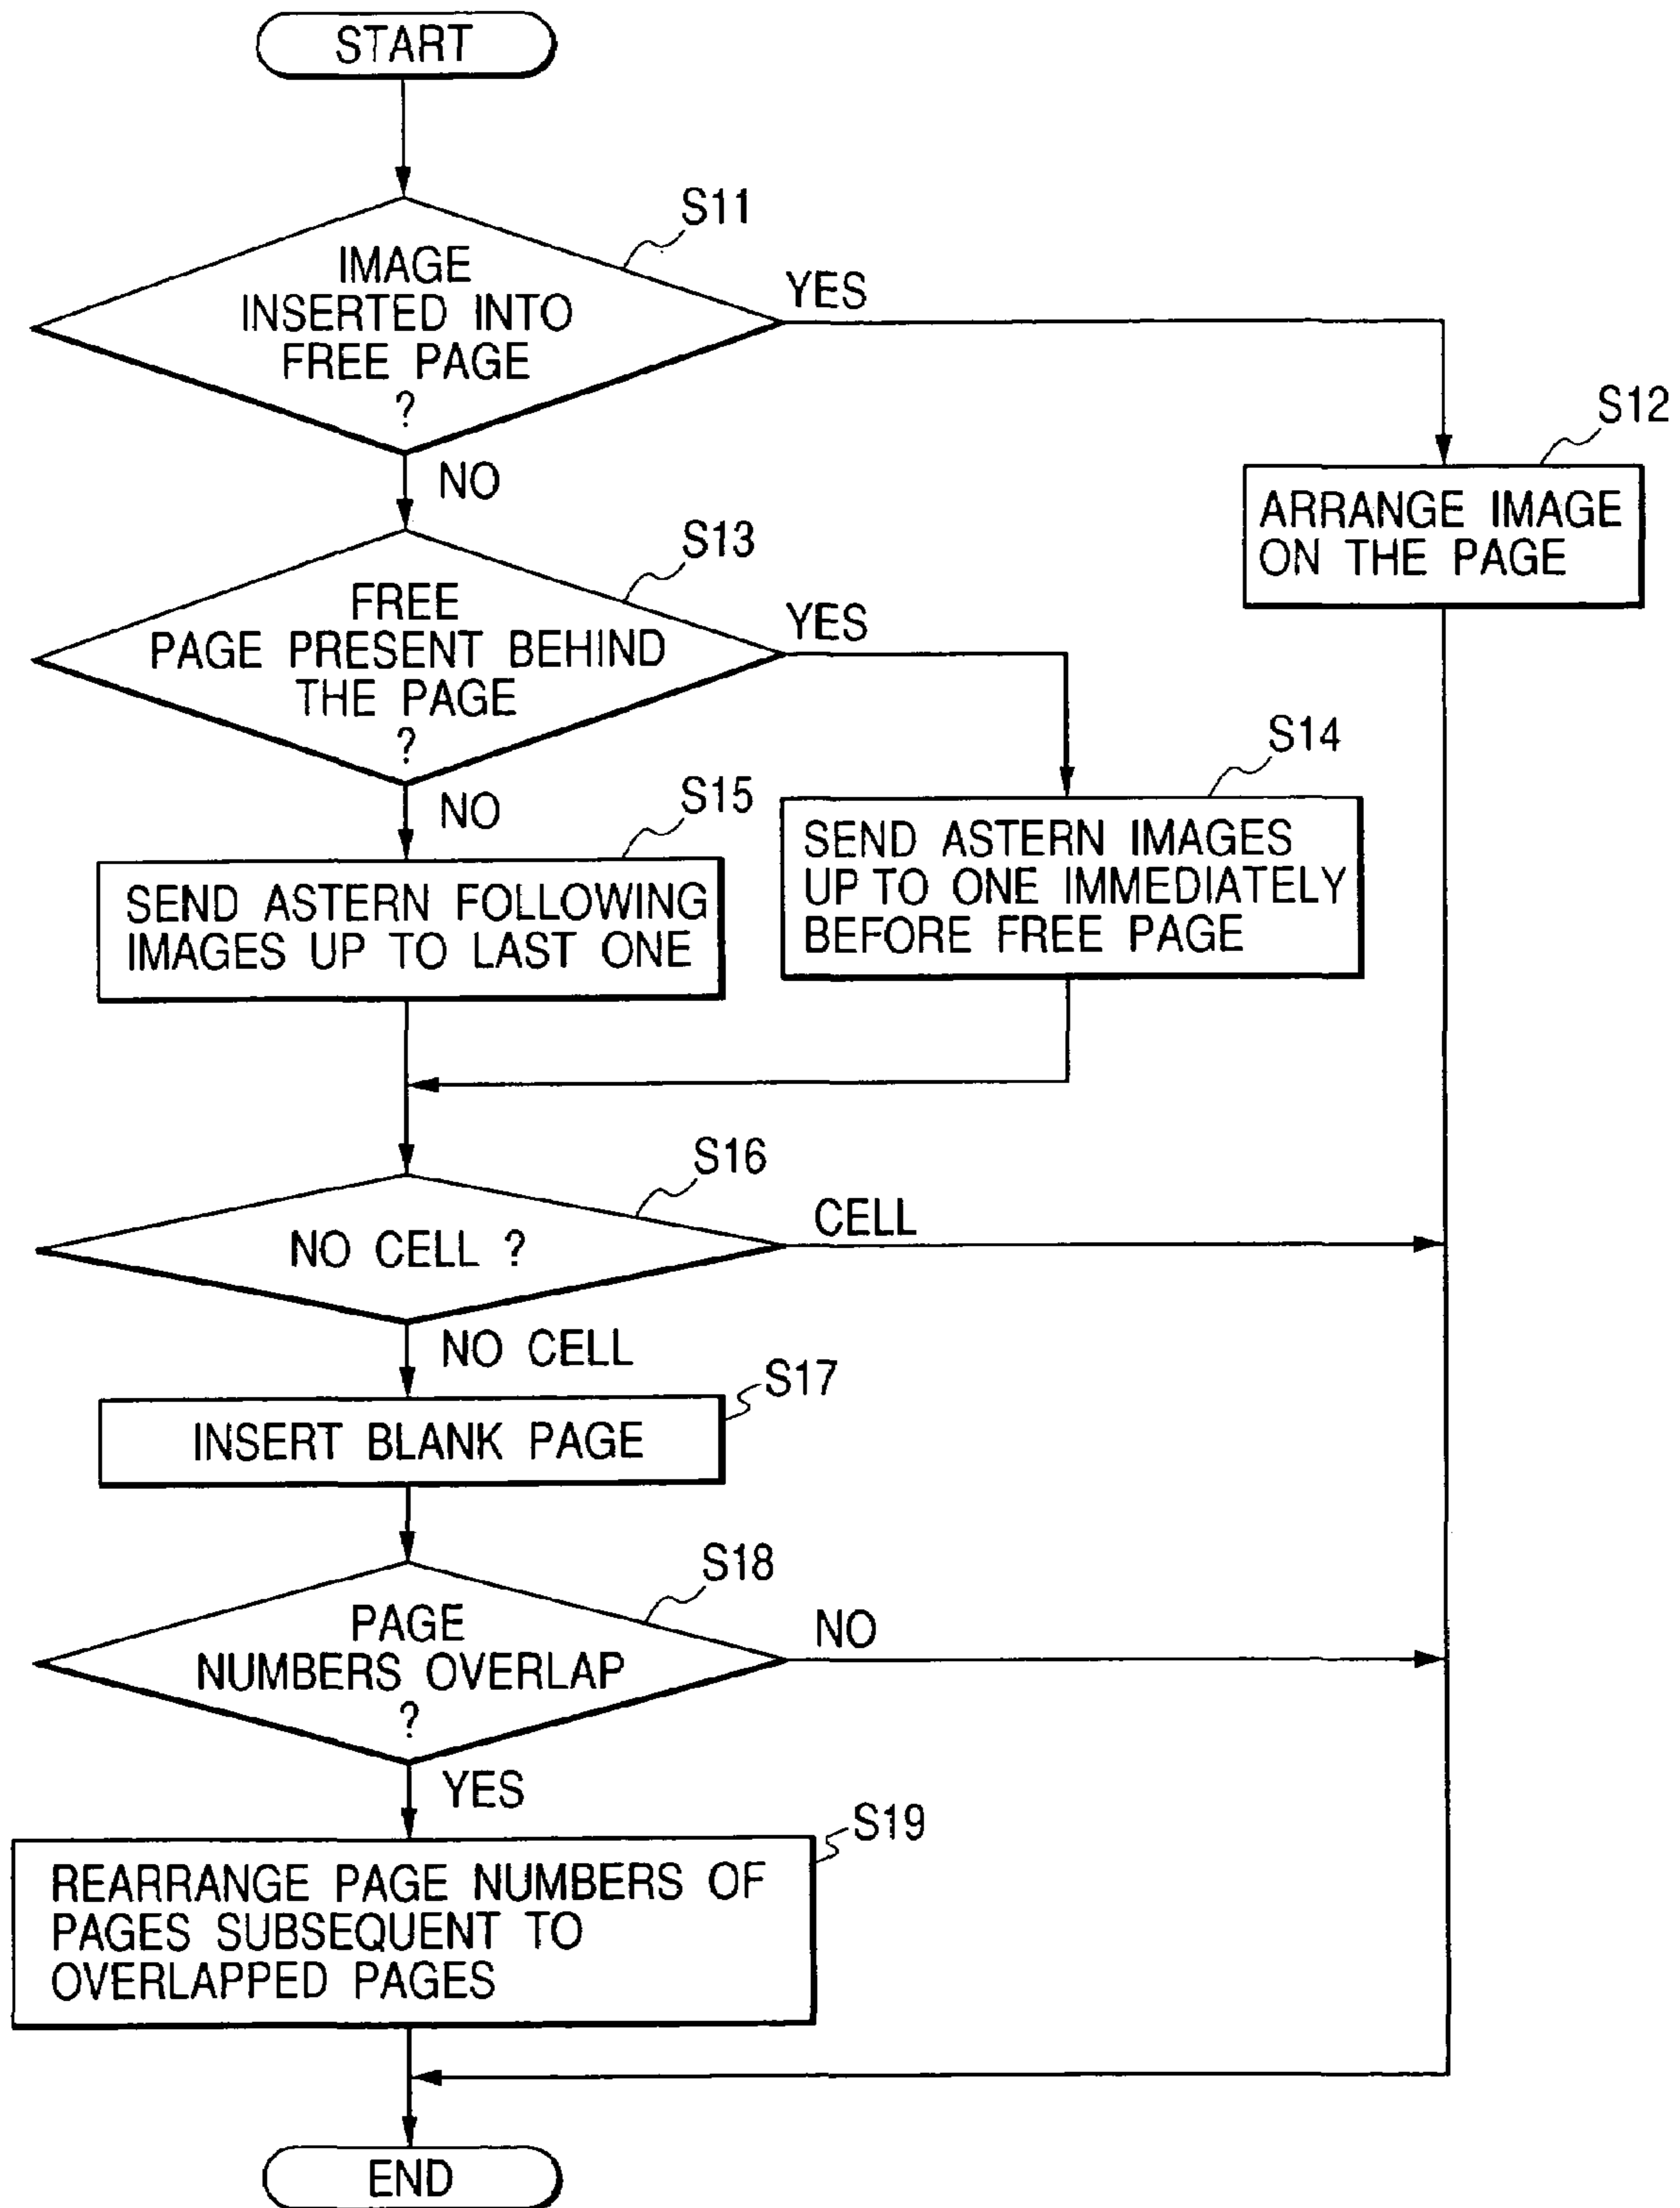 START
S11
IMAGE
INSERTED INTO
FREE PAGE
?
YES
NO
S12
ARRANGE IMAGE
ON THE PAGE
S13
FREE
PAGE PRESENT BEHIND
THE PAGE
?
YES
NO
S14
SEND ASTERN IMAGES
UP TO ONE IMMEDIATELY
BEFORE FREE PAGE
S15
SEND ASTERN FOLLOWING
IMAGES UP TO LAST ONE
S16
NO CELL ?
CELL
NO CELL
S17
INSERT BLANK PAGE
S18
PAGE
NUMBERS OVERLAP
?
NO
YES
S19
REARRANGE PAGE NUMBERS OF
PAGES SUBSEQUENT TO
OVERLAPPED PAGES
END